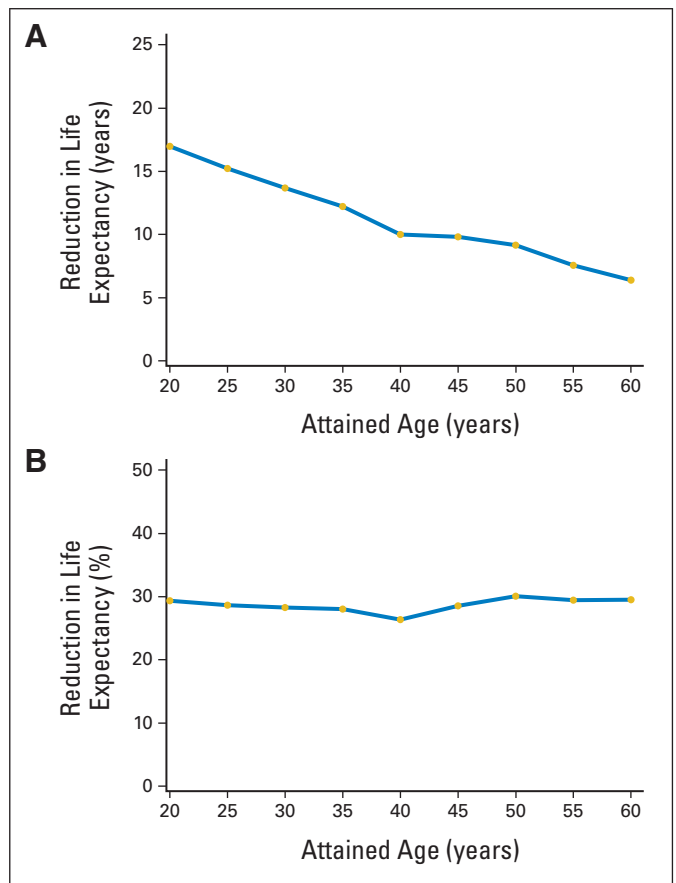 A
Reduction in Life
Expectancy (years)
25
20
15
10
5
0
20 25 30 35 40 45 50 55 60
Attained Age (years)
B
Reduction in Life
Expectancy (%)
50
40
30
20
10
0
20 25 30 35 40 45 50 55 60
Attained Age (years)